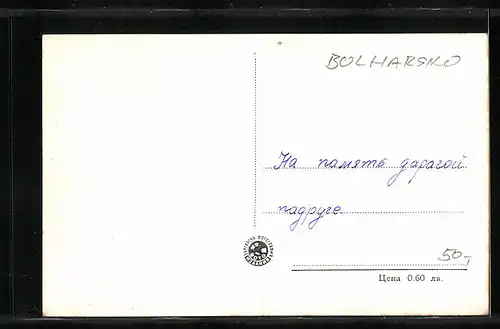 BOLHARSKO
На память дарагой
падруге
50,-
Цена 0.60 лв.